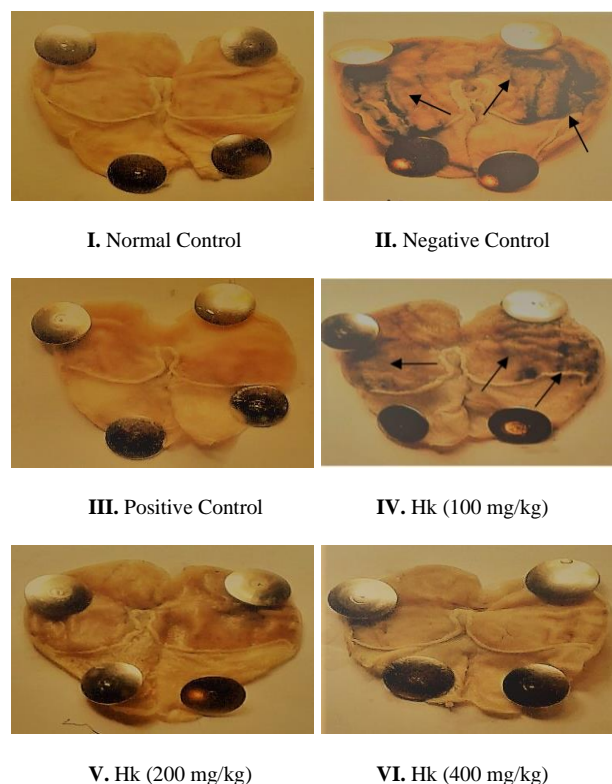 I. Normal Control
II. Negative Control
III. Positive Control
IV. Hk (100 mg/kg)
V. Hk (200 mg/kg)
VI. Hk (400 mg/kg)